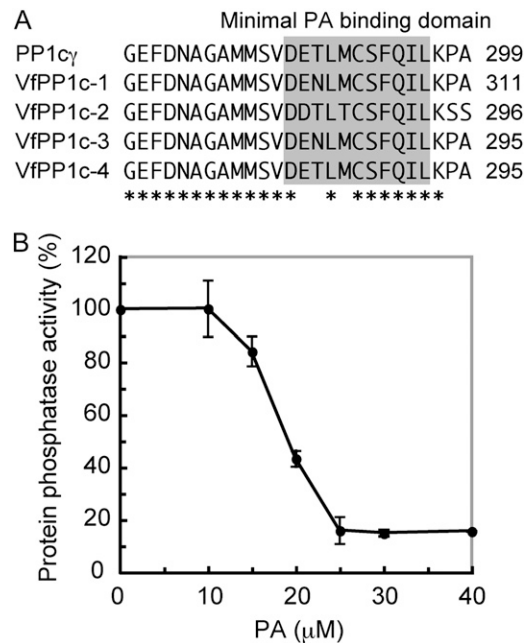 A
Minimal PA binding domain
PP1cγ GEFDNAGAMMSVDETLMCSFQILKPA 299
VfPP1c-1 GEFDNAGAMMSVDENLMCSFQILKPA 311
VfPP1c-2 GEFDNAGAMMSVDDTLTCSFQILKSS 296
VfPP1c-3 GEFDNAGAMMSVDENLMCSFQILKPA 295
VfPP1c-4 GEFDNAGAMMSVDETLMCSFQILKPA 295
************* * *******
B
Protein phosphatase activity (%)
120
100
80
60
40
20
0
0 10 20 30 40
PA (μM)